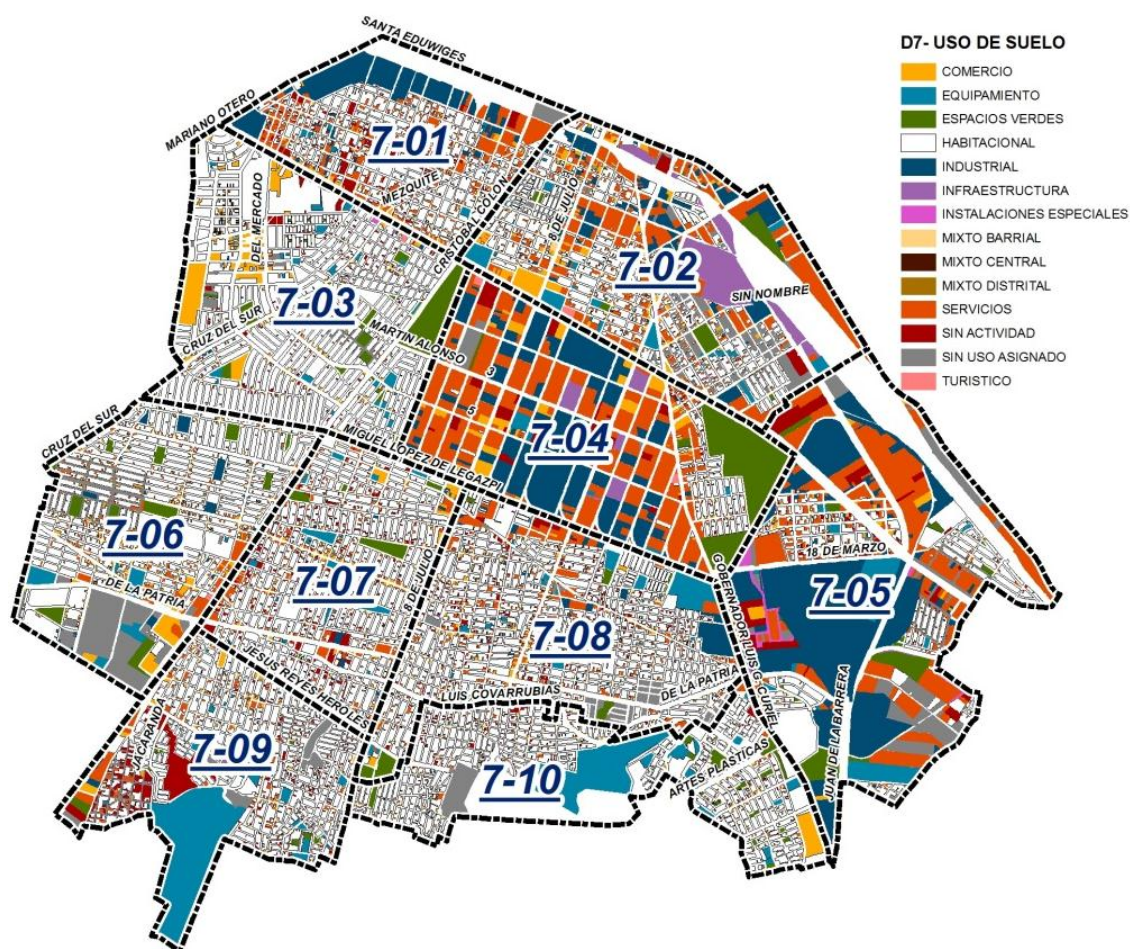 SANTA EDUWIGES
D7- USO DE SUELO
COMERCIO
EQUIPAMIENTO
ESPACIOS VERDES
HABITACIONAL
INDUSTRIAL
INFRAESTRUCTURA
INSTALACIONES ESPECIALES
MIXTO BARRIAL
MIXTO CENTRAL
MIXTO DISTRITAL
SERVICIOS
SIN ACTIVIDAD
SIN USO ASIGNADO
TURISTICO
MARIANO OTERO
7-01
MEZQUITE
CRISTOBAL COLON
8 DE JULIO
DEL MERCADO
7-02
SIN NOMBRE
7-03
CRUZ DEL SUR
MARTIN ALONSO
3
5
7-04
CRUZ DEL SUR
MIGUEL LOPEZ DE LEGAZPI
7-06
DE LA PATRIA
7-07
8 DE JULIO
7-08
GOBERNADOR LUIS G. CURIEL
18 DE MARZO
7-05
JESUS REYES HEROLES
LUIS COVARRUBIAS
DE LA PATRIA
JACARANDA
7-09
7-10
ARTES PLASTICAS
JUAN DE LA BARRERA